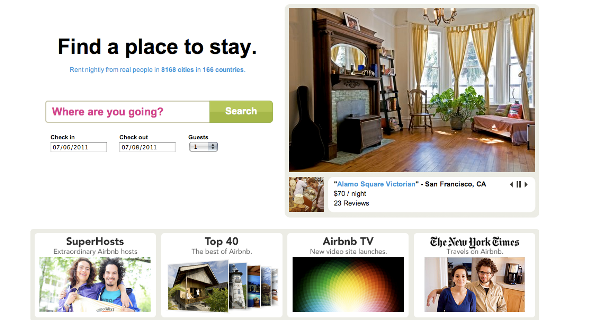 Find a place to stay.
Rent nightly from real people in 8168 cities in 166 countries.
Where are you going?
Search
Check in
Check out
Guests
07/06/2011
07/08/2011
1
"Alamo Square Victorian" - San Francisco, CA
$70 / night
23 Reviews
SuperHosts
Extraordinary Airbnb hosts
Top 40
The best of Airbnb.
Airbnb TV
New video site launches.
The New York Times
Travels on Airbnb.